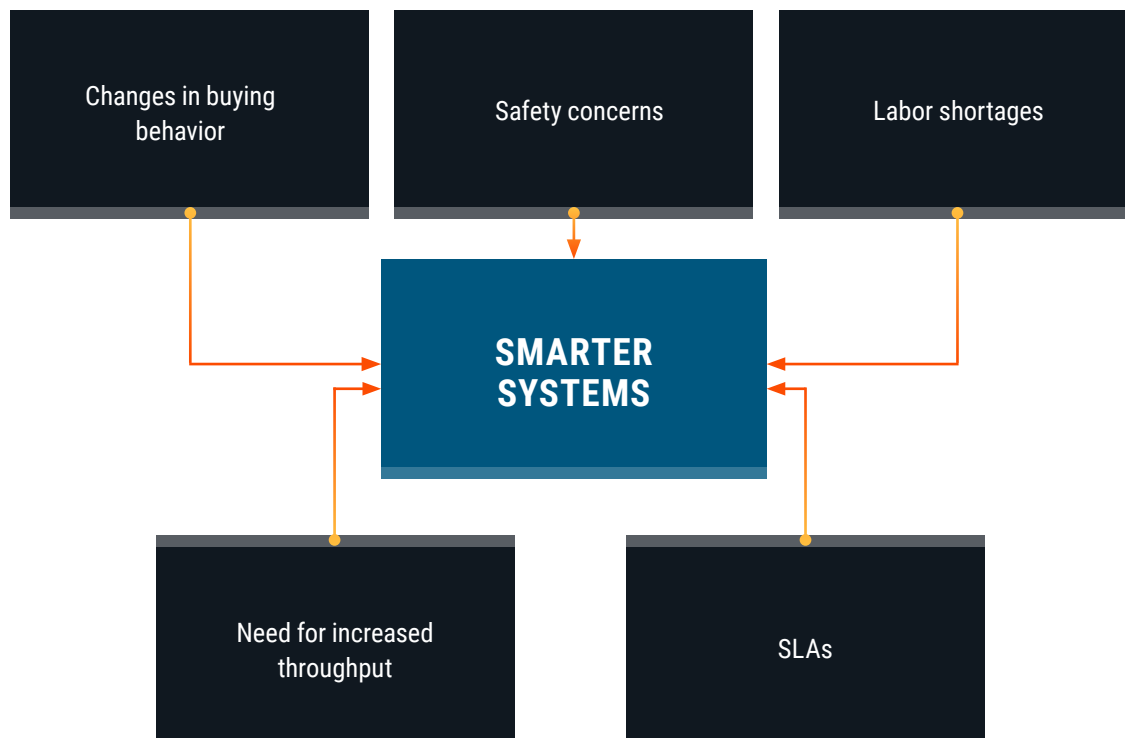 Changes in buying
behavior
Safety concerns
Labor shortages
SMARTER
SYSTEMS
Need for increased
throughput
SLAs